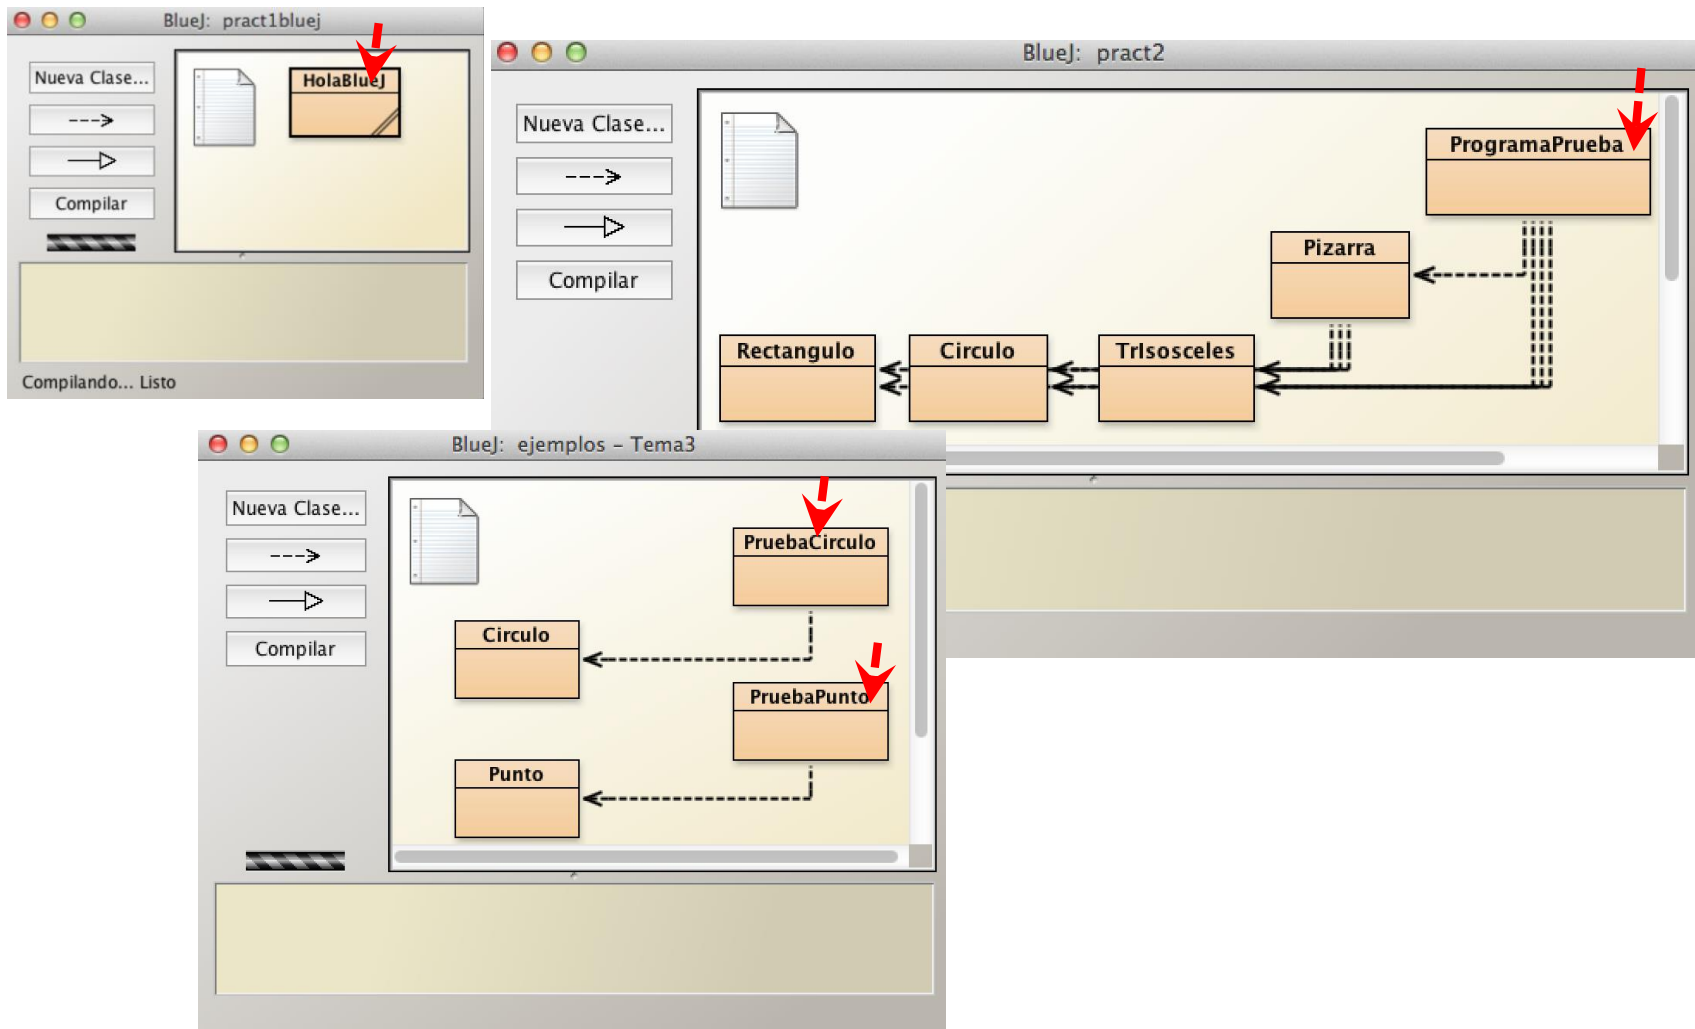 BlueJ: pract1bluej
Nueva Clase...
HolaBlueJ
Compilar
Compilando... Listo
BlueJ: pract2
Nueva Clase...
ProgramaPrueba
Pizarra
Compilar
Rectangulo
Circulo
TrIsosceles
BlueJ: ejemplos – Tema3
Nueva Clase...
PruebaCirculo
Circulo
Compilar
PruebaPunto
Punto